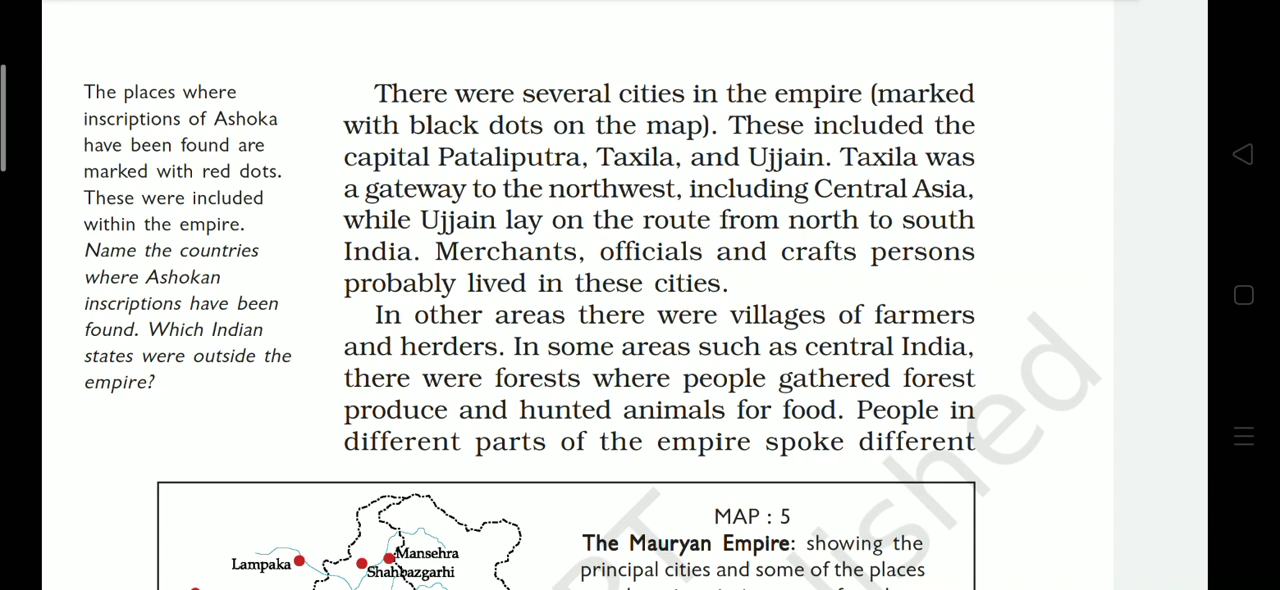 The places where
inscriptions of Ashoka
have been found are
marked with red dots.
These were included
within the empire.
Name the countries
where Ashokan
inscriptions have been
found. Which Indian
states were outside the
empire?
There were several cities in the empire (marked
with black dots on the map). These included the
capital Pataliputra, Taxila, and Ujjain. Taxila was
a gateway to the northwest, including Central Asia,
while Ujjain lay on the route from north to south
India. Merchants, officials and crafts persons
probably lived in these cities.
In other areas there were villages of farmers
and herders. In some areas such as central India,
there were forests where people gathered forest
produce and hunted animals for food. People in
different parts of the empire spoke different
Lampaka
Mansehra
Shahbazgarhi
MAP : 5
The Mauryan Empire: showing the
principal cities and some of the places